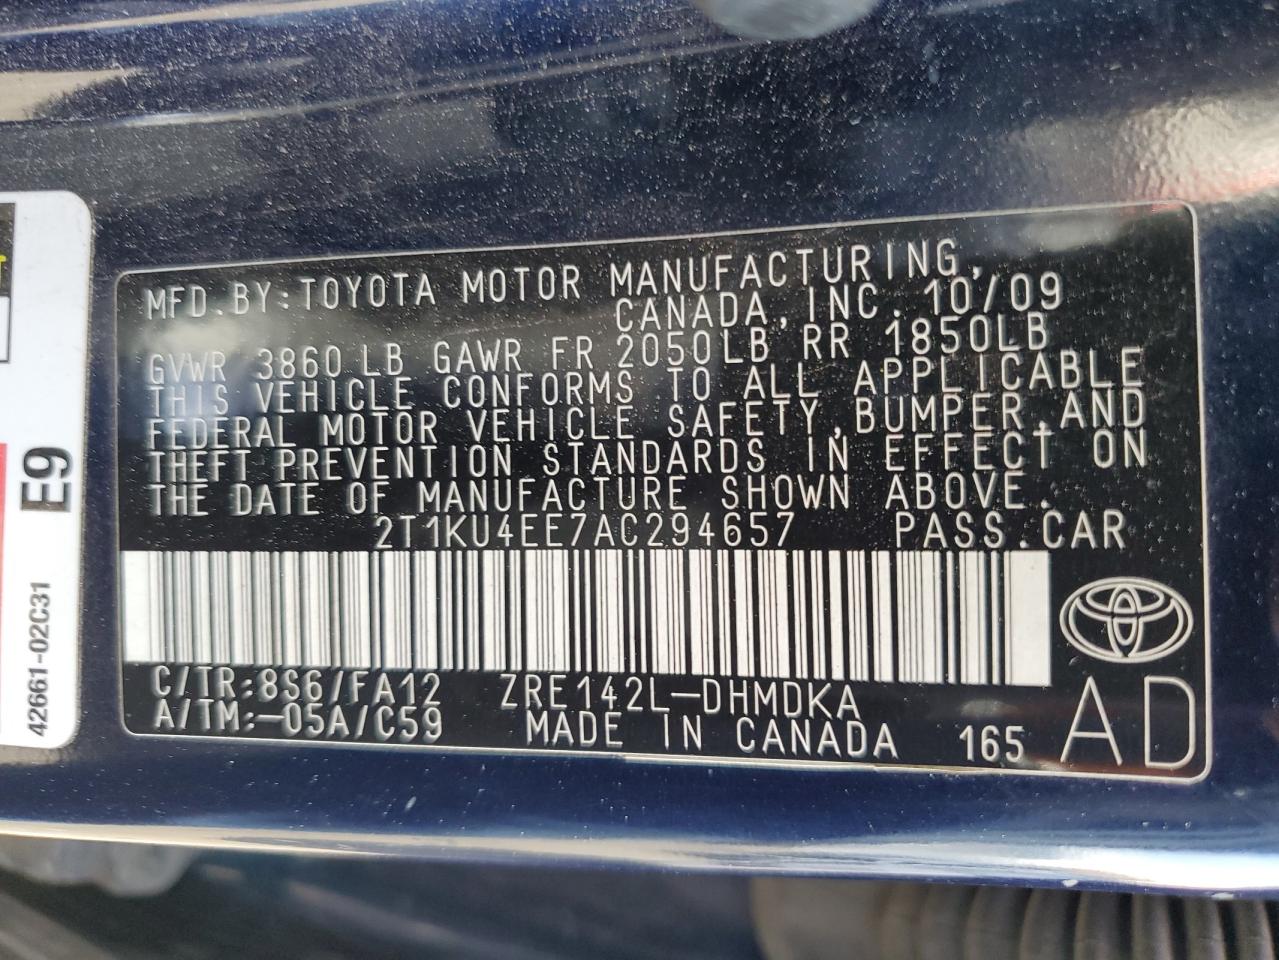 MFD.BY:TOYOTA MOTOR MANUFACTURING,
CANADA,INC. 10/09
GVWR 3860LB GAWR FR 2050LB RR 1850LB
THIS VEHICLE CONFORMS TO ALL APPLICABLE
FEDERAL MOTOR VEHICLE SAFETY,BUMPER,AND
THEFT PREVENTION STANDARDS IN EFFECT ON
THE DATE OF MANUFACTURE SHOWN ABOVE.
2T1KU4EE7AC294657 PASS.CAR
C/TR:8S6/FA12 ZRE142L-DHMDKA
A/TM:-05A/C59 MADE IN CANADA 165 AD
42661-02C31 E9